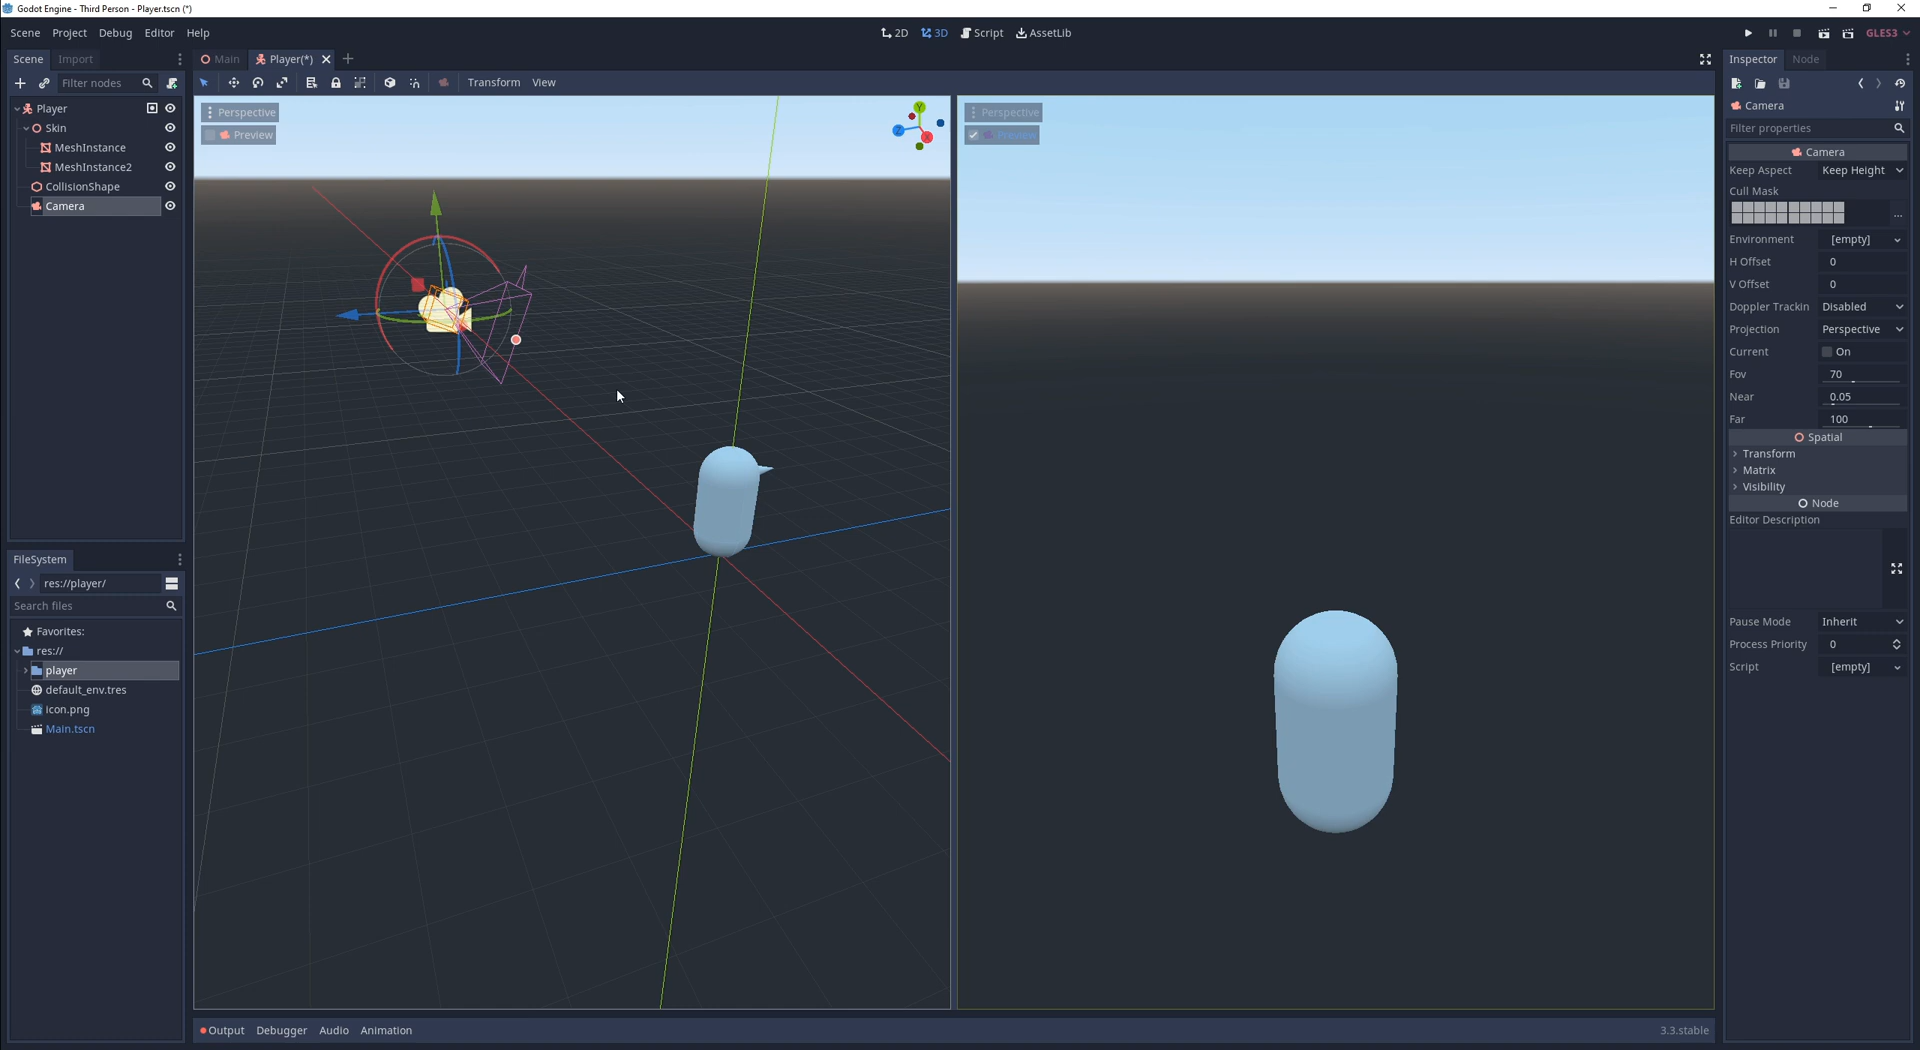 Godot Engine - Third Person - Player.tscn (*)
Scene Project Debug Editor Help
2D 3D Script AssetLib
GLES3
Scene Import
Main Player(*)
Inspector Node
Filter nodes
Transform View
Player
Skin
MeshInstance
MeshInstance2
CollisionShape
Camera
Perspective
Preview
Y
Z
X
Perspective
Preview
Camera
Filter properties
Camera
Keep Aspect Keep Height
Cull Mask
...
Environment [empty]
H Offset 0
V Offset 0
Doppler Trackin Disabled
Projection Perspective
Current On
Fov 70
Near 0.05
Far 100
Spatial
Transform
Matrix
Visibility
Node
Editor Description
Pause Mode Inherit
Process Priority 0
Script [empty]
FileSystem
res://player/
Search files
Favorites:
res://
player
default_env.tres
icon.png
Main.tscn
Output Debugger Audio Animation
3.3.stable